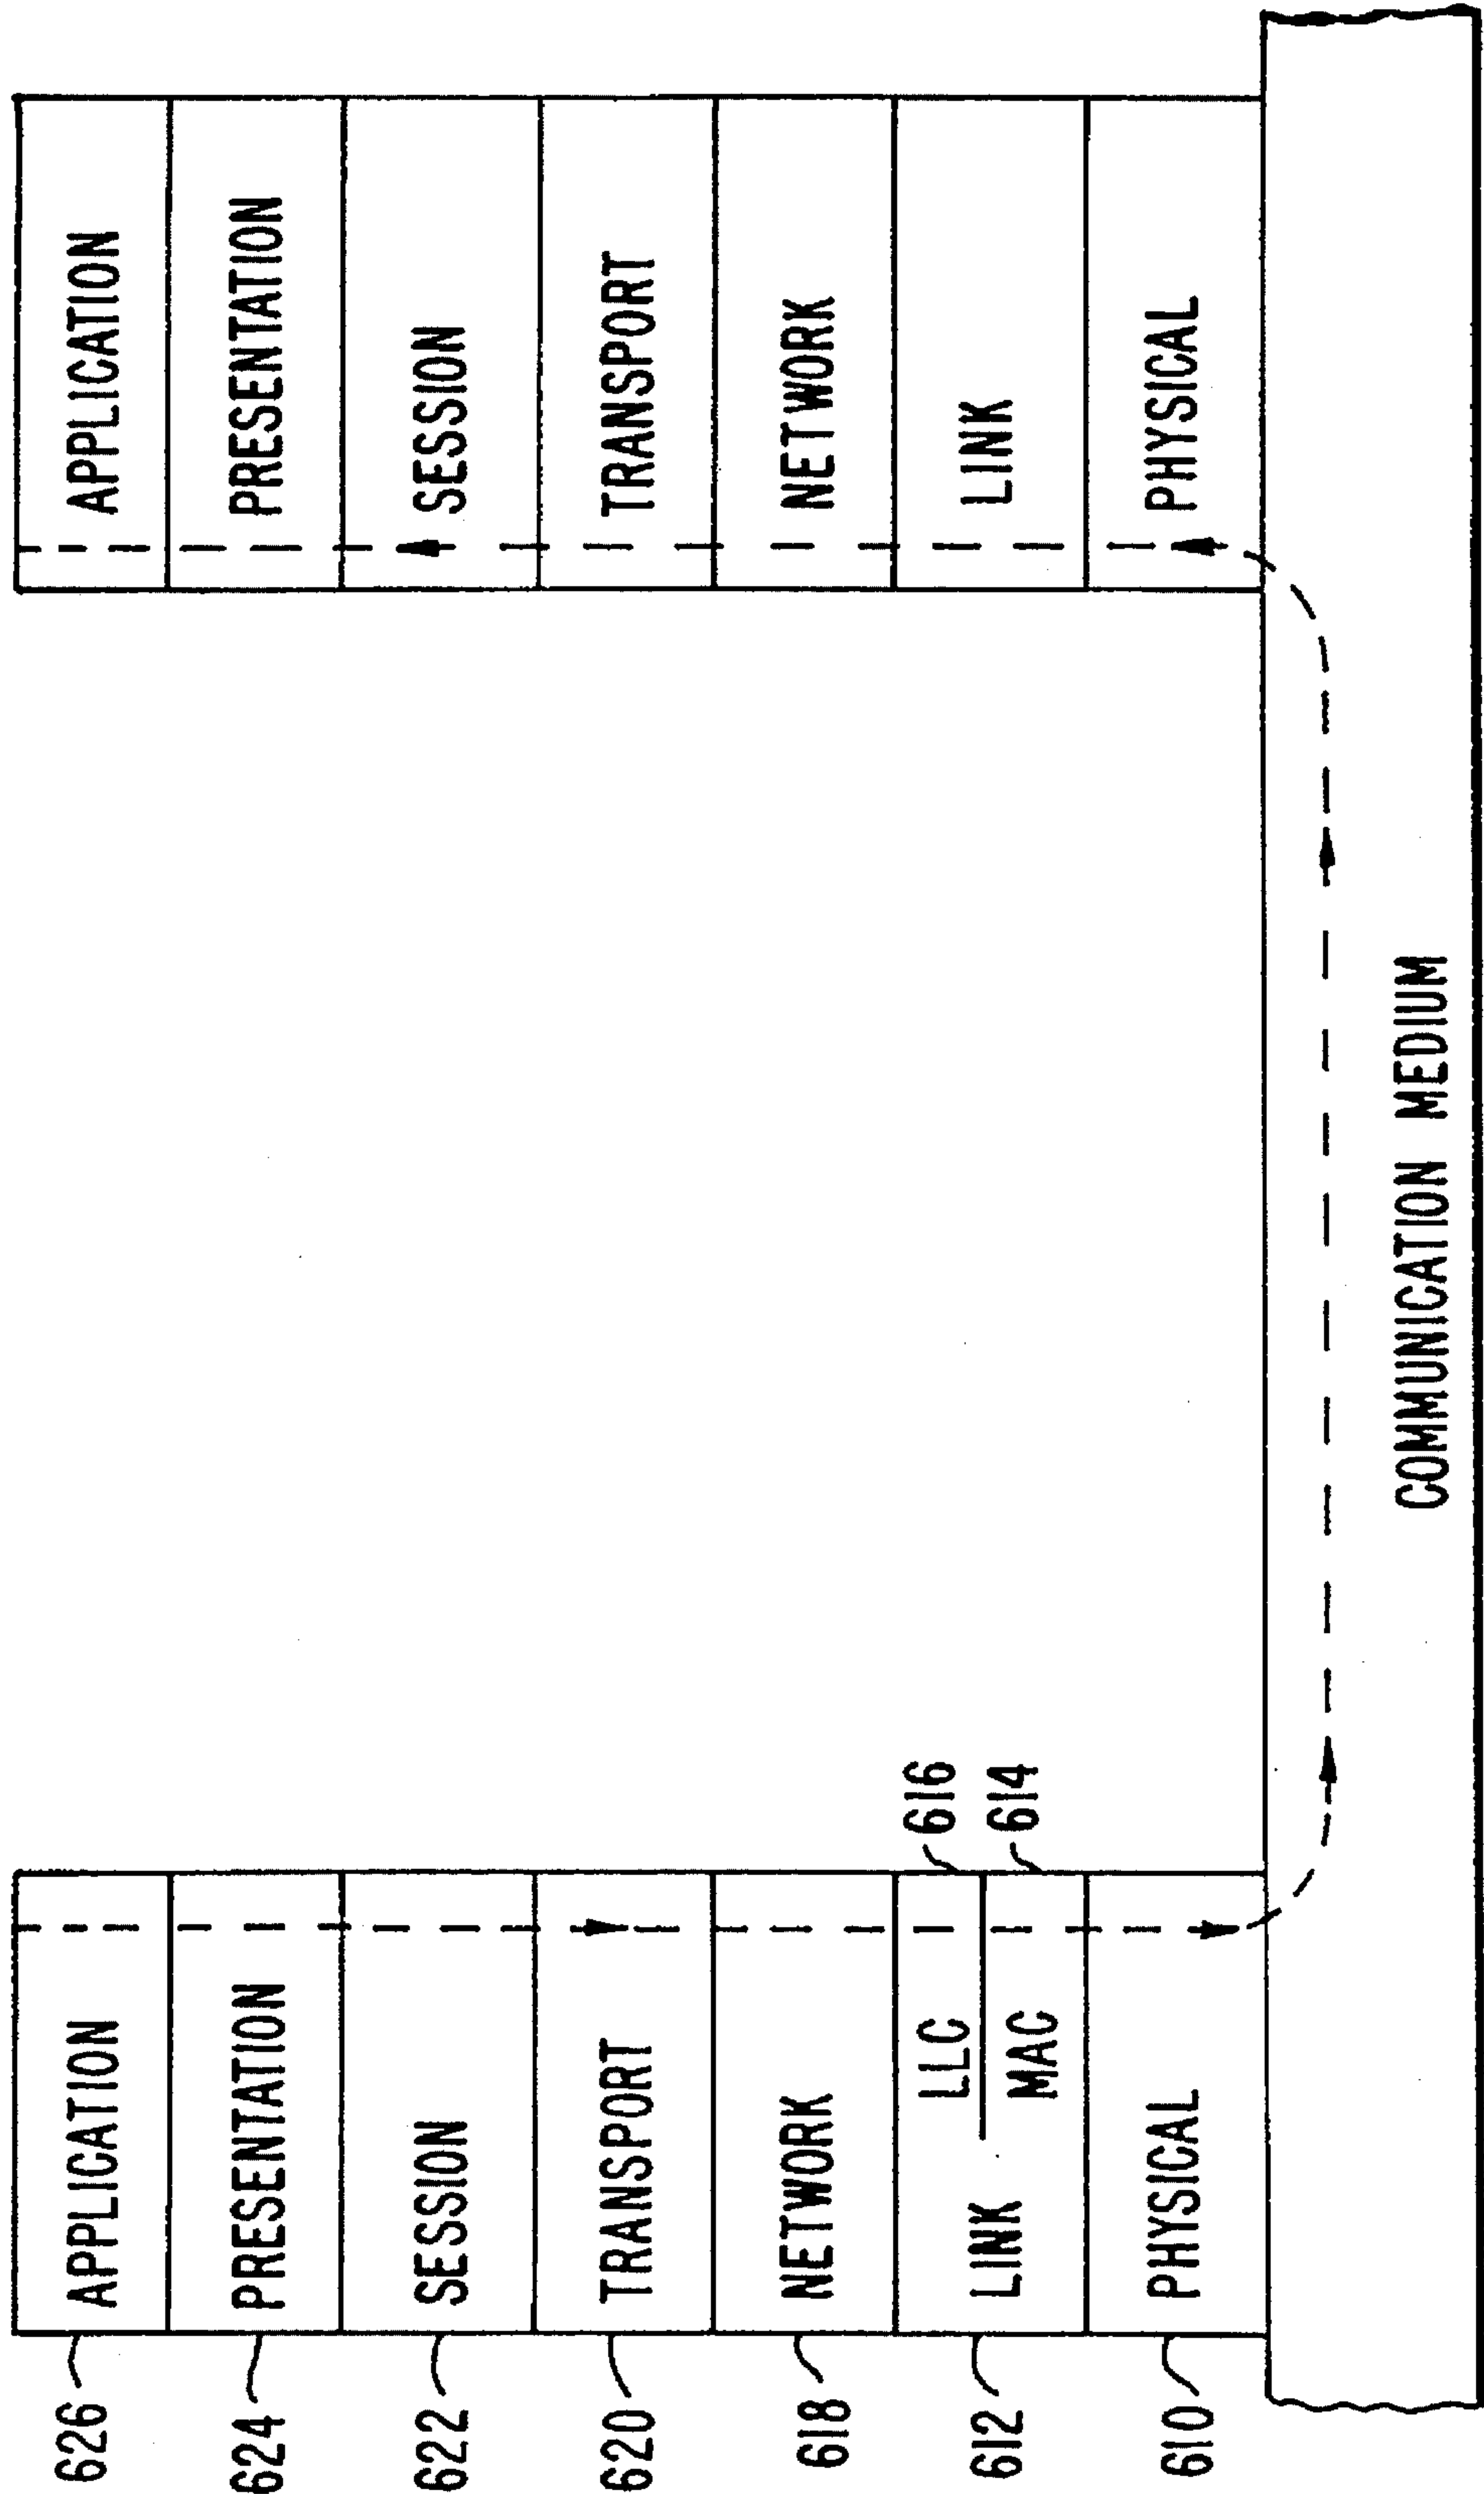 626 APPLICATION
624 PRESENTATION
622 SESSION
620 TRANSPORT
618 NETWORK
612 LINK
LLC 616
MAC 614
610 PHYSICAL
APPLICATION
PRESENTATION
SESSION
TRANSPORT
NETWORK
LINK
PHYSICAL
COMMUNICATION MEDIUM